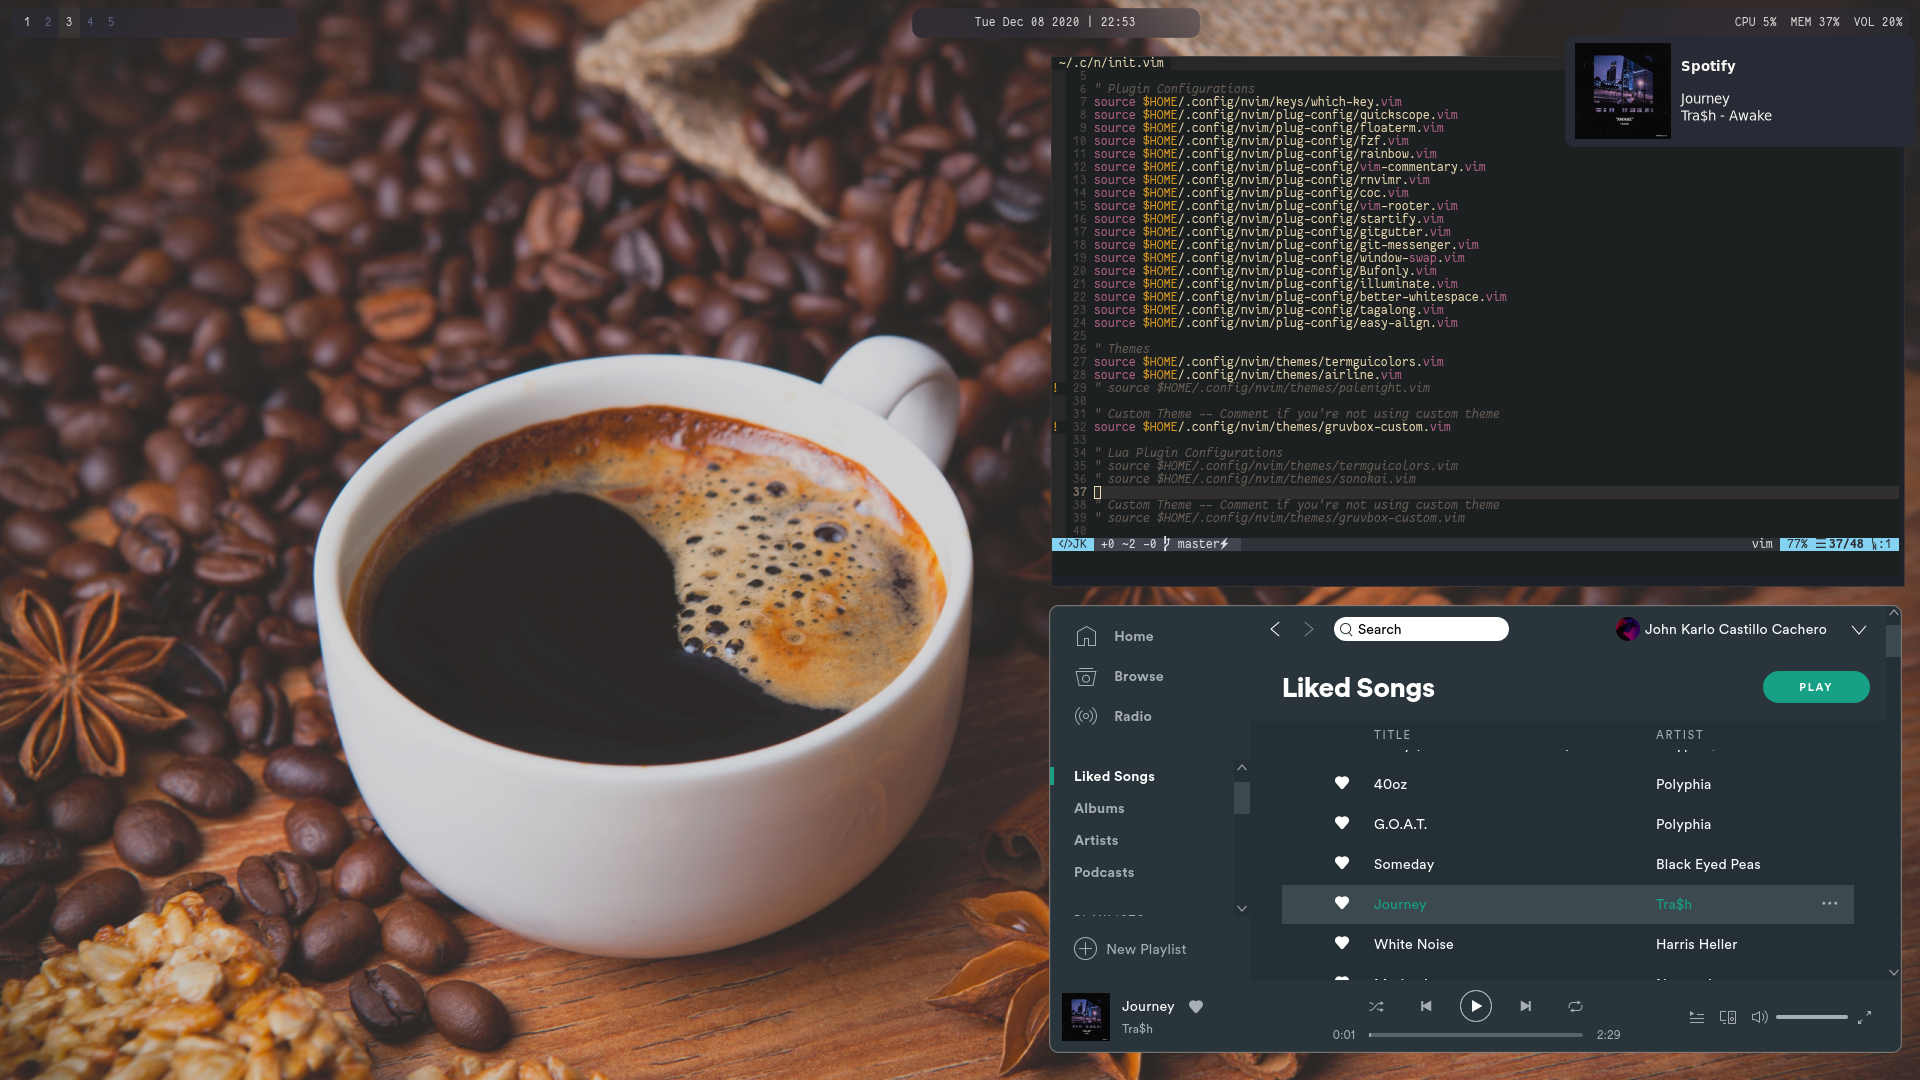 1 2 3 4 5
Tue Dec 08 2020 | 22:53
CPU 5% MEM 37% VOL 20%
Spotify
Journey
Tra$h - Awake
~/.c/n/init.vim
5
6 " Plugin Configurations
7 source $HOME/.config/nvim/keys/which-key.vim
8 source $HOME/.config/nvim/plug-config/quickscope.vim
9 source $HOME/.config/nvim/plug-config/floaterm.vim
10 source $HOME/.config/nvim/plug-config/fzf.vim
11 source $HOME/.config/nvim/plug-config/rainbow.vim
12 source $HOME/.config/nvim/plug-config/vim-commentary.vim
13 source $HOME/.config/nvim/plug-config/rnvimr.vim
14 source $HOME/.config/nvim/plug-config/coc.vim
15 source $HOME/.config/nvim/plug-config/vim-rooter.vim
16 source $HOME/.config/nvim/plug-config/startify.vim
17 source $HOME/.config/nvim/plug-config/gitgutter.vim
18 source $HOME/.config/nvim/plug-config/git-messenger.vim
19 source $HOME/.config/nvim/plug-config/window-swap.vim
20 source $HOME/.config/nvim/plug-config/Bufonly.vim
21 source $HOME/.config/nvim/plug-config/illuminate.vim
22 source $HOME/.config/nvim/plug-config/better-whitespace.vim
23 source $HOME/.config/nvim/plug-config/tagalong.vim
24 source $HOME/.config/nvim/plug-config/easy-align.vim
25
26 " Themes
27 source $HOME/.config/nvim/themes/termguicolors.vim
28 source $HOME/.config/nvim/themes/airline.vim
! 29 " source $HOME/.config/nvim/themes/palenight.vim
30
31 " Custom Theme -- Comment if you're not using custom theme
! 32 source $HOME/.config/nvim/themes/gruvbox-custom.vim
33
34 " Lua Plugin Configurations
35 " source $HOME/.config/nvim/themes/termguicolors.vim
36 " source $HOME/.config/nvim/themes/sonokai.vim
37
38 " Custom Theme -- Comment if you're not using custom theme
39 " source $HOME/.config/nvim/themes/gruvbox-custom.vim
40
</>JK +0 ~2 -0 master vim 77% 37/48 :1
Home
Browse
Radio
Liked Songs
Albums
Artists
Podcasts
New Playlist
Search
John Karlo Castillo Cachero
Liked Songs
PLAY
TITLE ARTIST
40oz Polyphia
G.O.A.T. Polyphia
Someday Black Eyed Peas
Journey Tra$h
White Noise Harris Heller
Journey
Tra$h
0:01 2:29